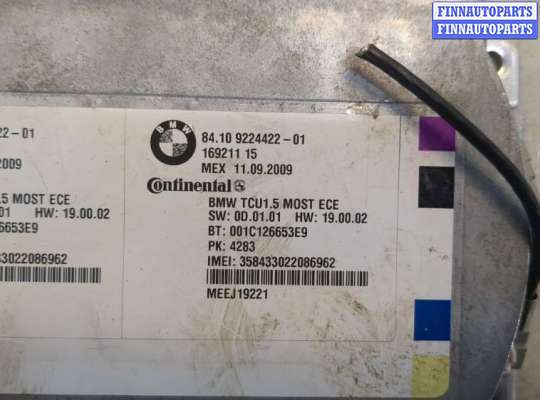 FINNAUTOPARTS
FINNAUTOPARTS
22-01
2009
1.5 MOST ECE
01 HW: 19.00.02
6653E9
33022086962
BMW
84.10 9224422-01
169211 15
MEX 11.09.2009
Continental
BMW TCU1.5 MOST ECE
SW: 0D.01.01 HW: 19.00.02
BT: 001C126653E9
PK: 4283
IMEI: 358433022086962
MEEJ19221